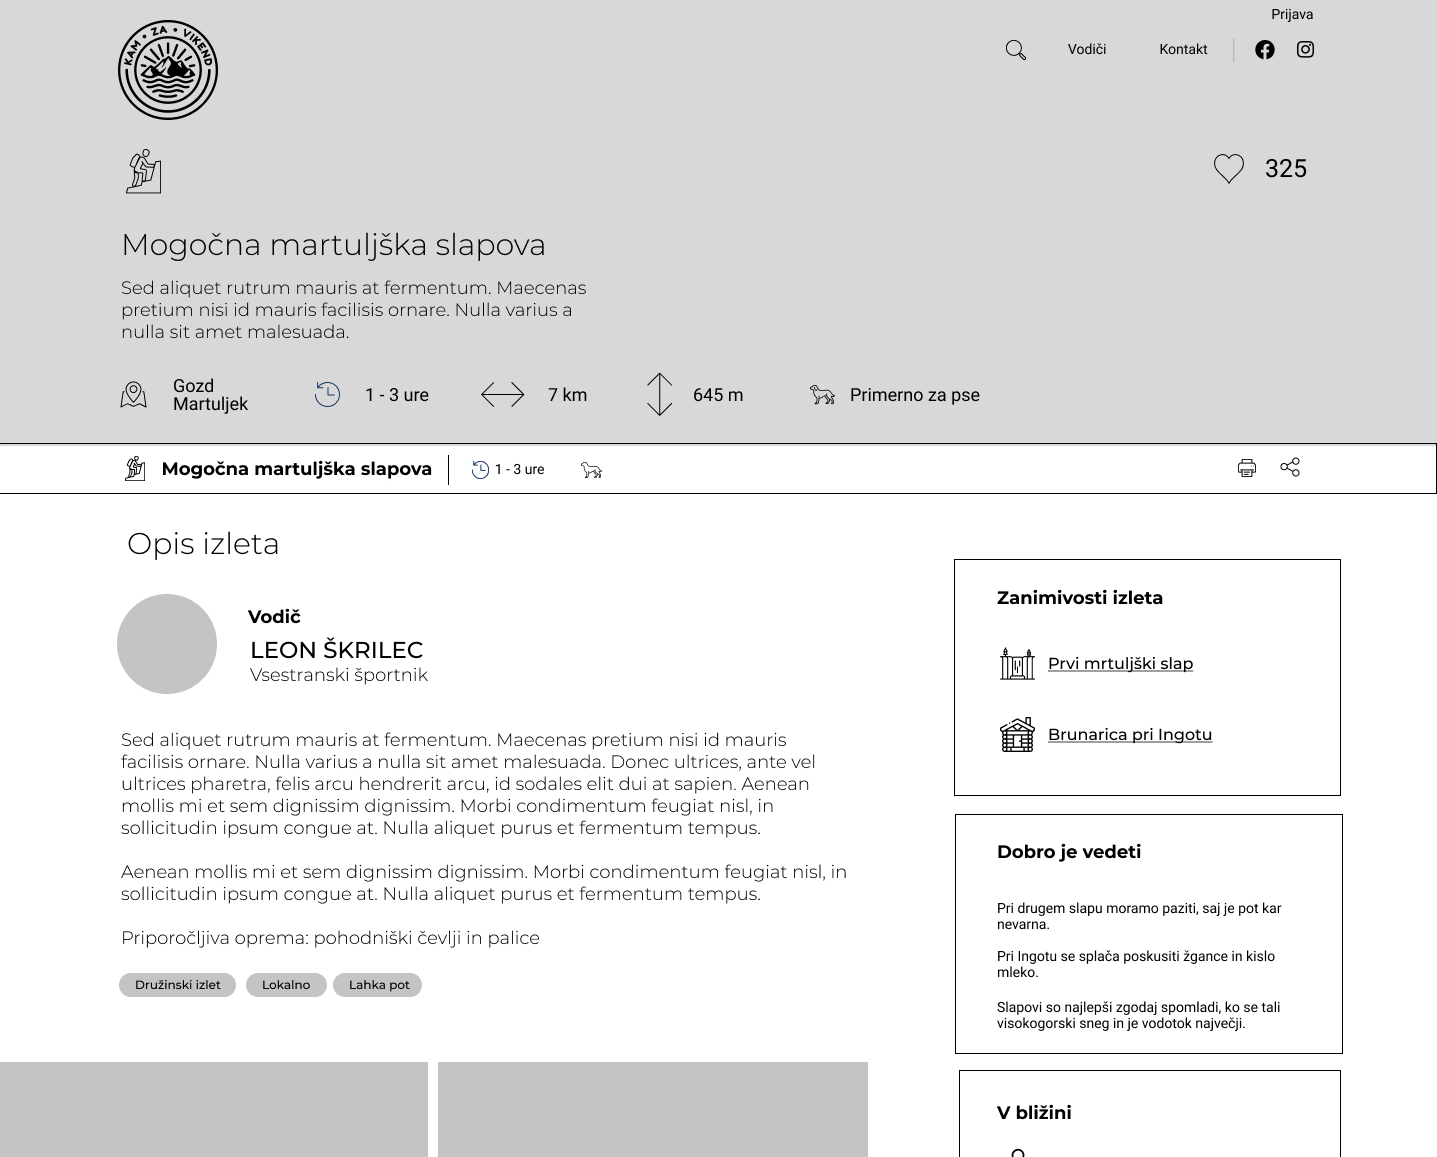 Prijava
KAM • ZA • VIKEND
Vodiči
Kontakt
325
Mogočna martuljška slapova
Sed aliquet rutrum mauris at fermentum. Maecenas
pretium nisi id mauris facilisis ornare. Nulla varius a
nulla sit amet malesuada.
Gozd
Martuljek
1 - 3 ure
7 km
645 m
Primerno za pse
Mogočna martuljška slapova
1 - 3 ure
Opis izleta
Vodič
LEON ŠKRILEC
Vsestranski športnik
Sed aliquet rutrum mauris at fermentum. Maecenas pretium nisi id mauris
facilisis ornare. Nulla varius a nulla sit amet malesuada. Donec ultrices, ante vel
ultrices pharetra, felis arcu hendrerit arcu, id sodales elit dui at sapien. Aenean
mollis mi et sem dignissim dignissim. Morbi condimentum feugiat nisl, in
sollicitudin ipsum congue at. Nulla aliquet purus et fermentum tempus.
Aenean mollis mi et sem dignissim dignissim. Morbi condimentum feugiat nisl, in
sollicitudin ipsum congue at. Nulla aliquet purus et fermentum tempus.
Priporočljiva oprema: pohodniški čevlji in palice
Družinski izlet
Lokalno
Lahka pot
Zanimivosti izleta
Prvi mrtuljški slap
Brunarica pri Ingotu
Dobro je vedeti
Pri drugem slapu moramo paziti, saj je pot kar
nevarna.
Pri Ingotu se splača poskusiti žgance in kislo
mleko.
Slapovi so najlepši zgodaj spomladi, ko se tali
visokogorski sneg in je vodotok največji.
V bližini